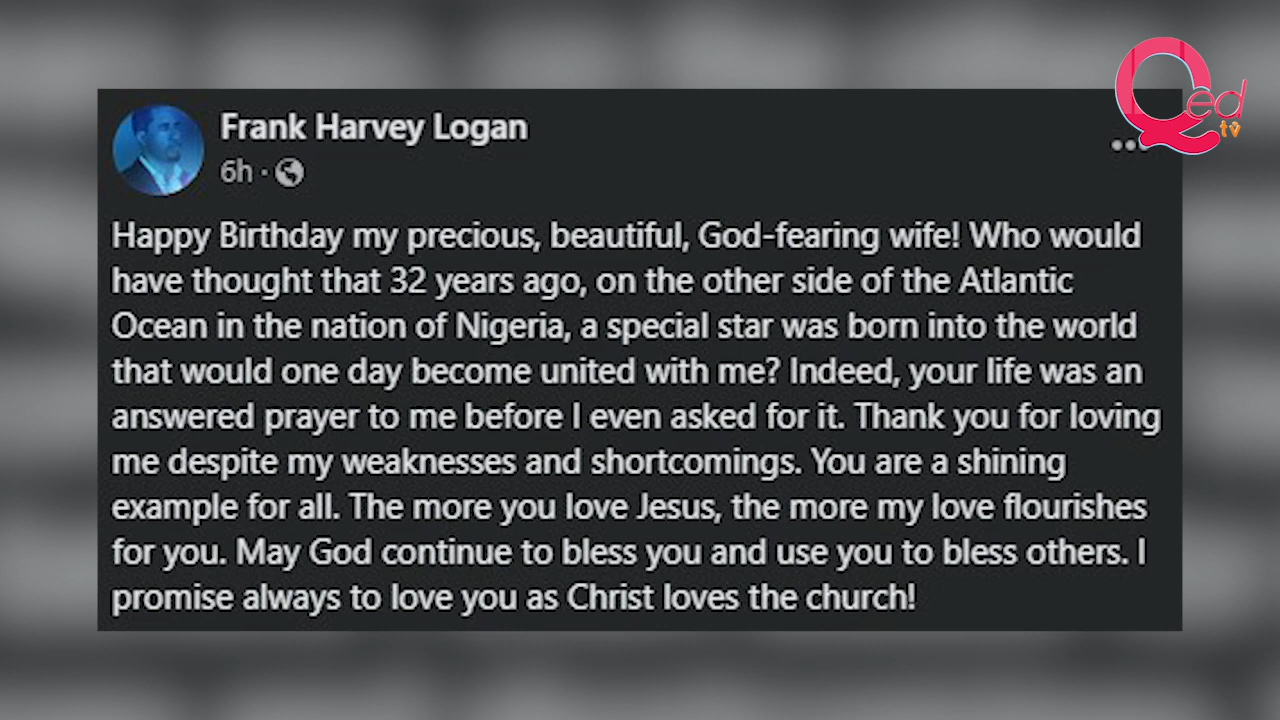 Qed
tv
Frank Harvey Logan
6h ·
Happy Birthday my precious, beautiful, God-fearing wife! Who would
have thought that 32 years ago, on the other side of the Atlantic
Ocean in the nation of Nigeria, a special star was born into the world
that would one day become united with me? Indeed, your life was an
answered prayer to me before I even asked for it. Thank you for loving
me despite my weaknesses and shortcomings. You are a shining
example for all. The more you love Jesus, the more my love flourishes
for you. May God continue to bless you and use you to bless others. I
promise always to love you as Christ loves the church!